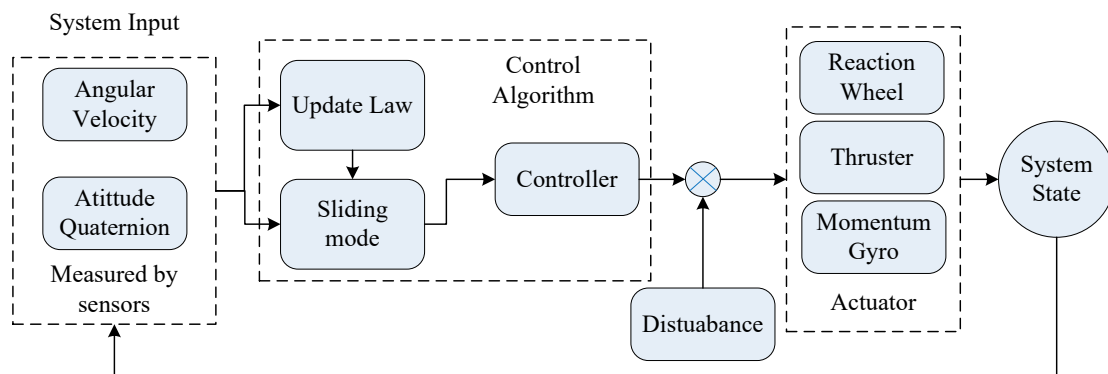 System Input
Angular
Velocity
Atittude
Quaternion
Measured by
sensors
Control
Algorithm
Update Law
Sliding
mode
Controller
Distuabance
Reaction
Wheel
Thruster
Momentum
Gyro
Actuator
System
State